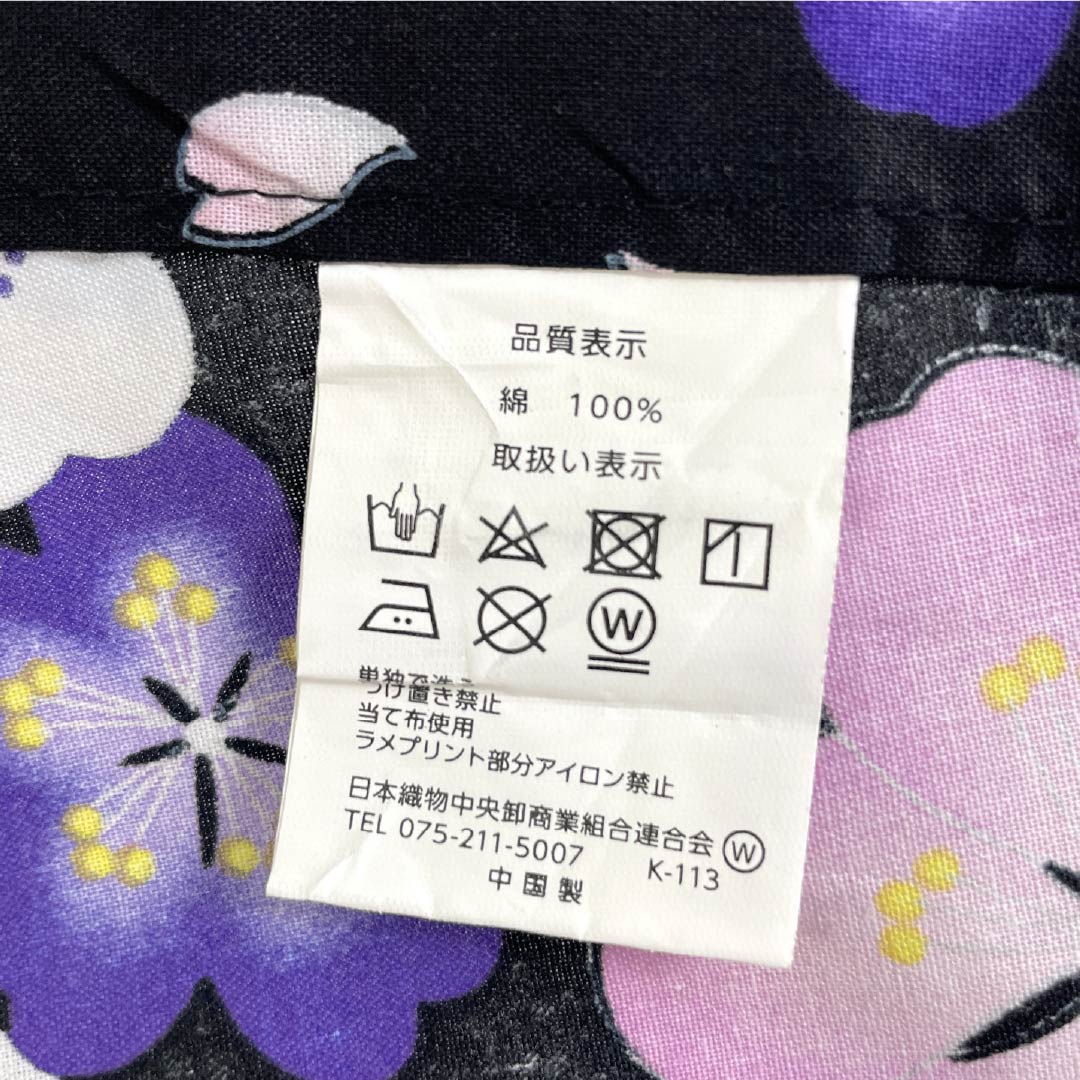 品質表示
綿 100%
取扱い表示
W
単独で洗
つけ置き禁止
当て布使用
ラメプリント部分アイロン禁止
日本織物中央卸商業組合連合会 W
TEL 075-211-5007 K-113
中国製